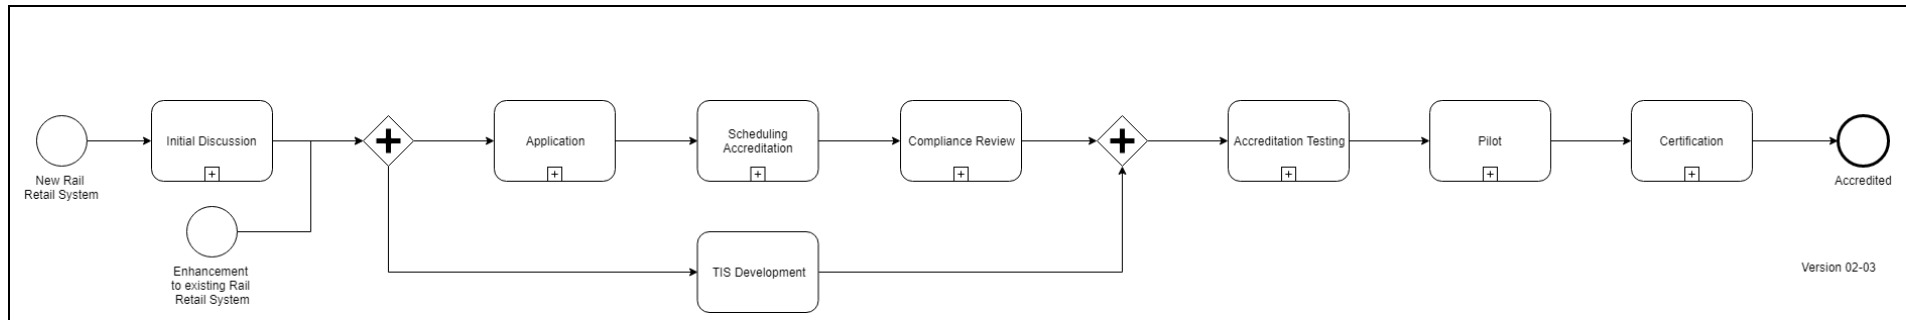 New Rail
Retail System
Initial Discussion
Enhancement
to existing Rail
Retail System
Application
Scheduling
Accreditation
Compliance Review
TIS Development
Accreditation Testing
Pilot
Certification
Accredited
Version 02-03